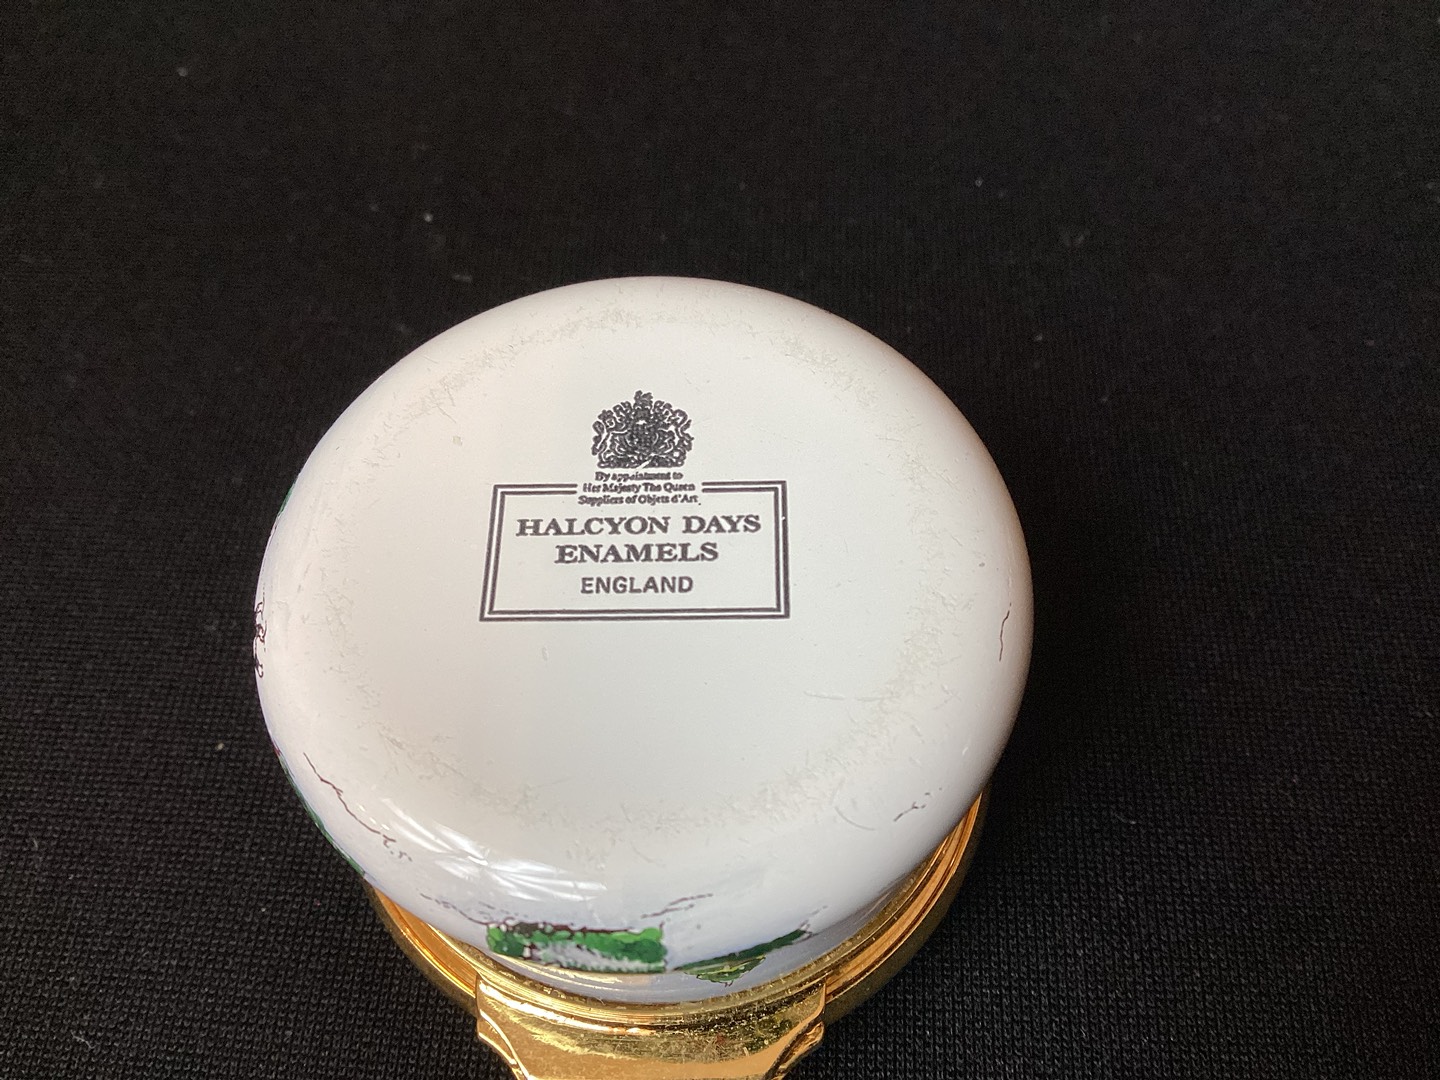 By appointment to
Her Majesty The Queen
Suppliers of Objets d'Art
HALCYON DAYS
ENAMELS
ENGLAND